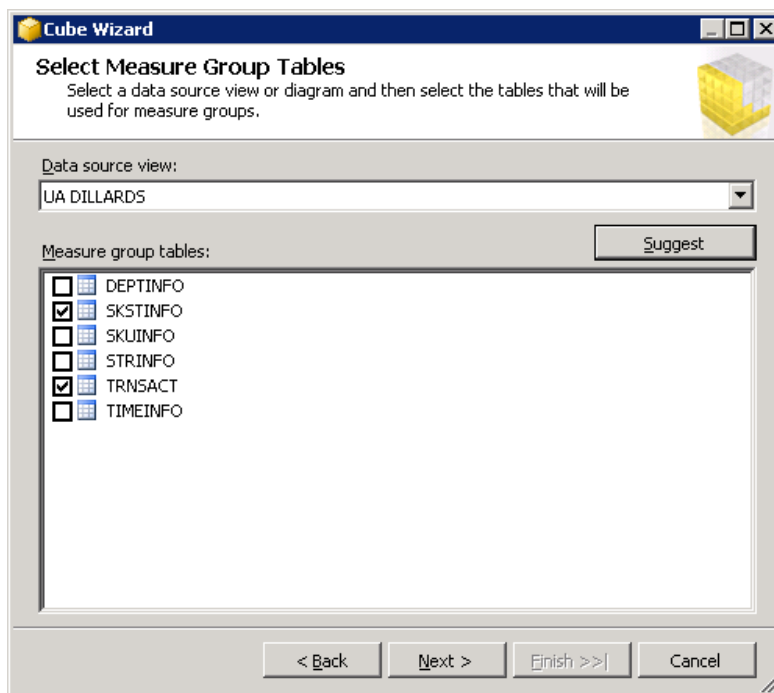 Cube Wizard
Select Measure Group Tables
Select a data source view or diagram and then select the tables that will be
used for measure groups.
Data source view:
UA DILLARDS
Suggest
Measure group tables:
DEPTINFO
SKSTINFO
SKUINFO
STRINFO
TRNSACT
TIMEINFO
< Back Next > Finish >>| Cancel